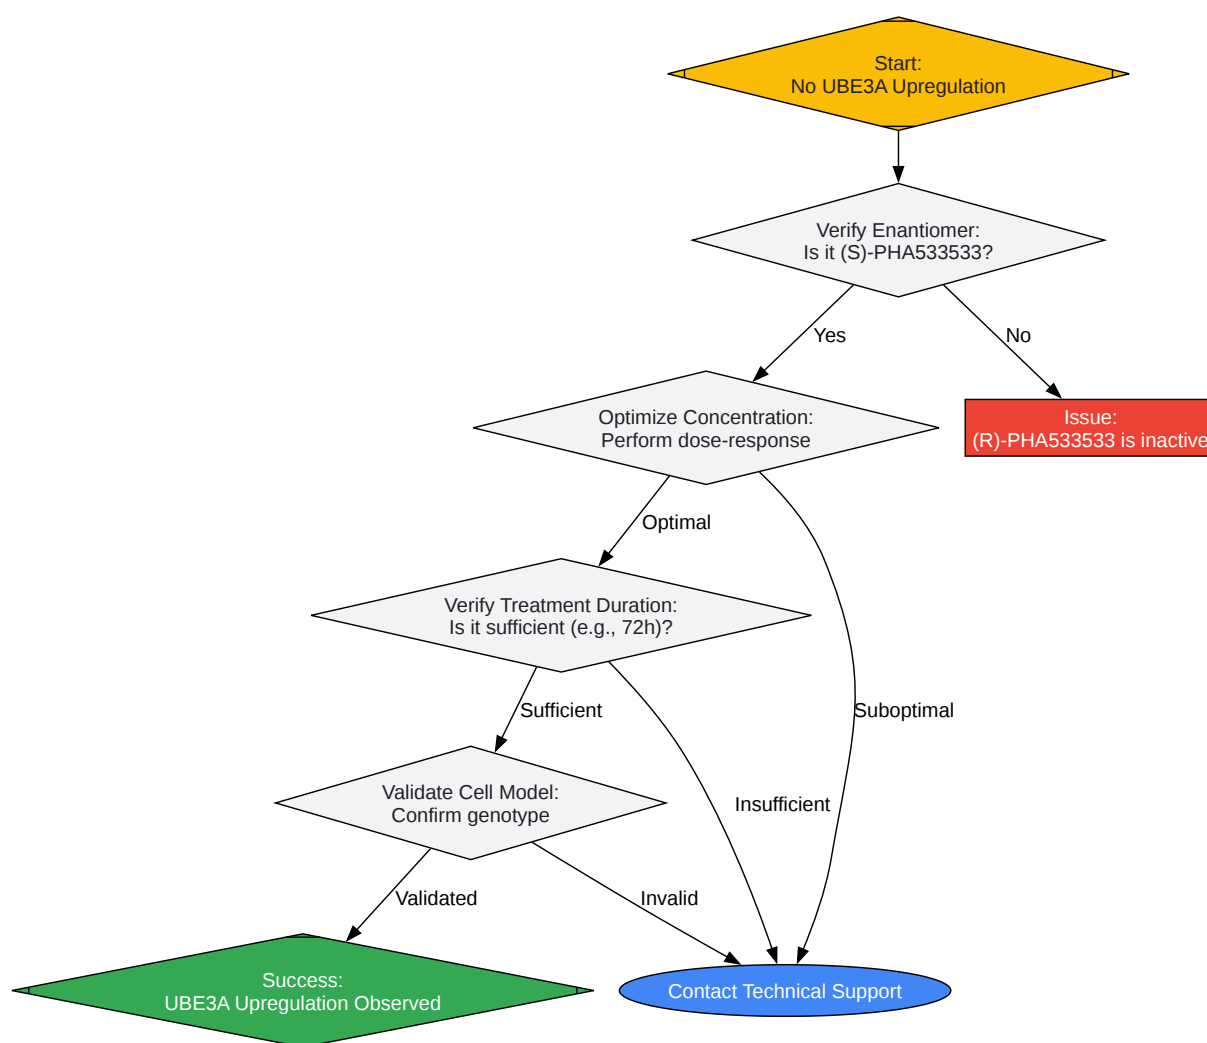 Start:
No UBE3A Upregulation
Verify Enantiomer:
Is it (S)-PHA533533?
Yes
No
Optimize Concentration:
Perform dose-response
Issue:
(R)-PHA533533 is inactive
Optimal
Verify Treatment Duration:
Is it sufficient (e.g., 72h)?
Sufficient
Suboptimal
Validate Cell Model:
Confirm genotype
Insufficient
Validated
Invalid
Success:
UBE3A Upregulation Observed
Contact Technical Support